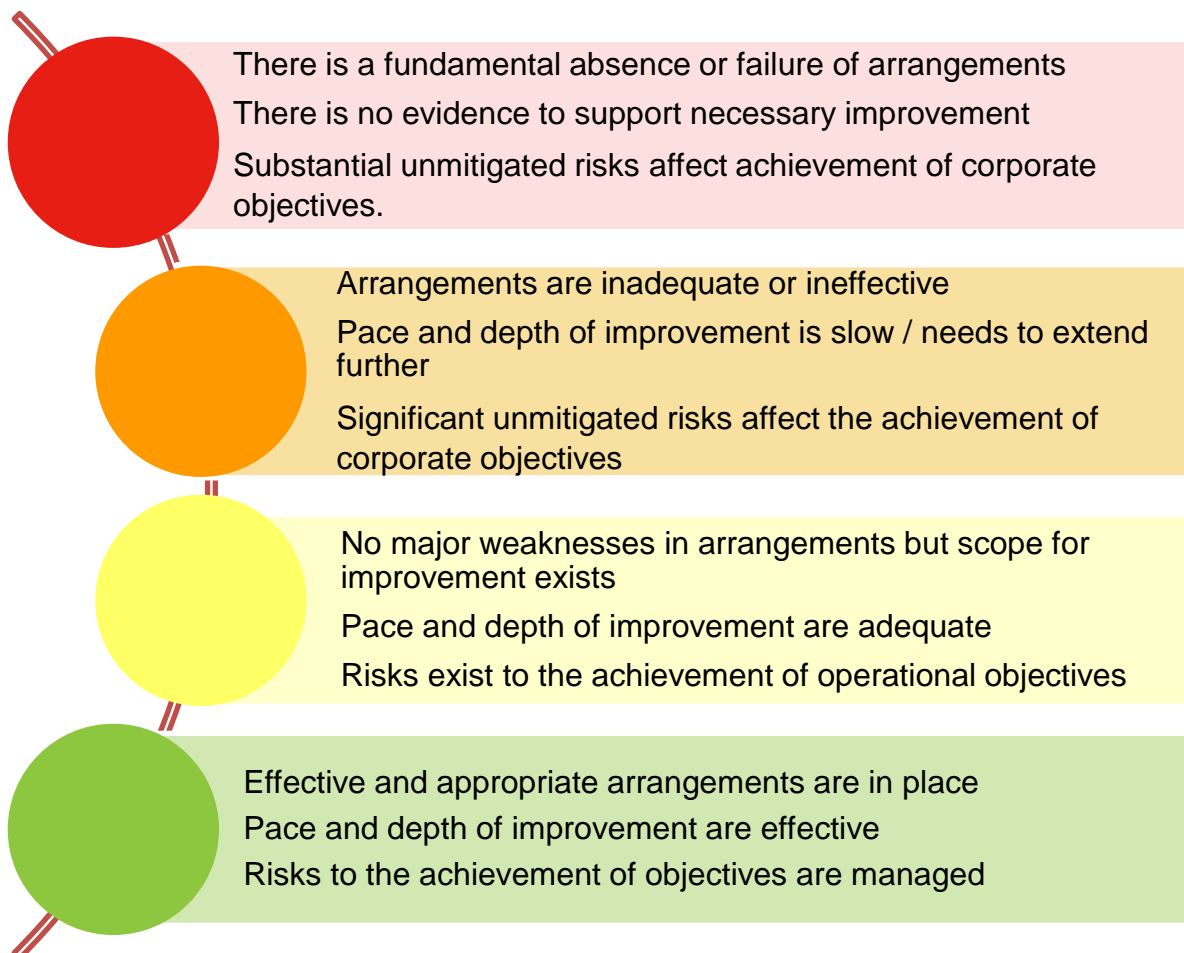 There is a fundamental absence or failure of arrangements
There is no evidence to support necessary improvement
Substantial unmitigated risks affect achievement of corporate
objectives.
Arrangements are inadequate or ineffective
Pace and depth of improvement is slow / needs to extend
further
Significant unmitigated risks affect the achievement of
corporate objectives
No major weaknesses in arrangements but scope for
improvement exists
Pace and depth of improvement are adequate
Risks exist to the achievement of operational objectives
Effective and appropriate arrangements are in place
Pace and depth of improvement are effective
Risks to the achievement of objectives are managed